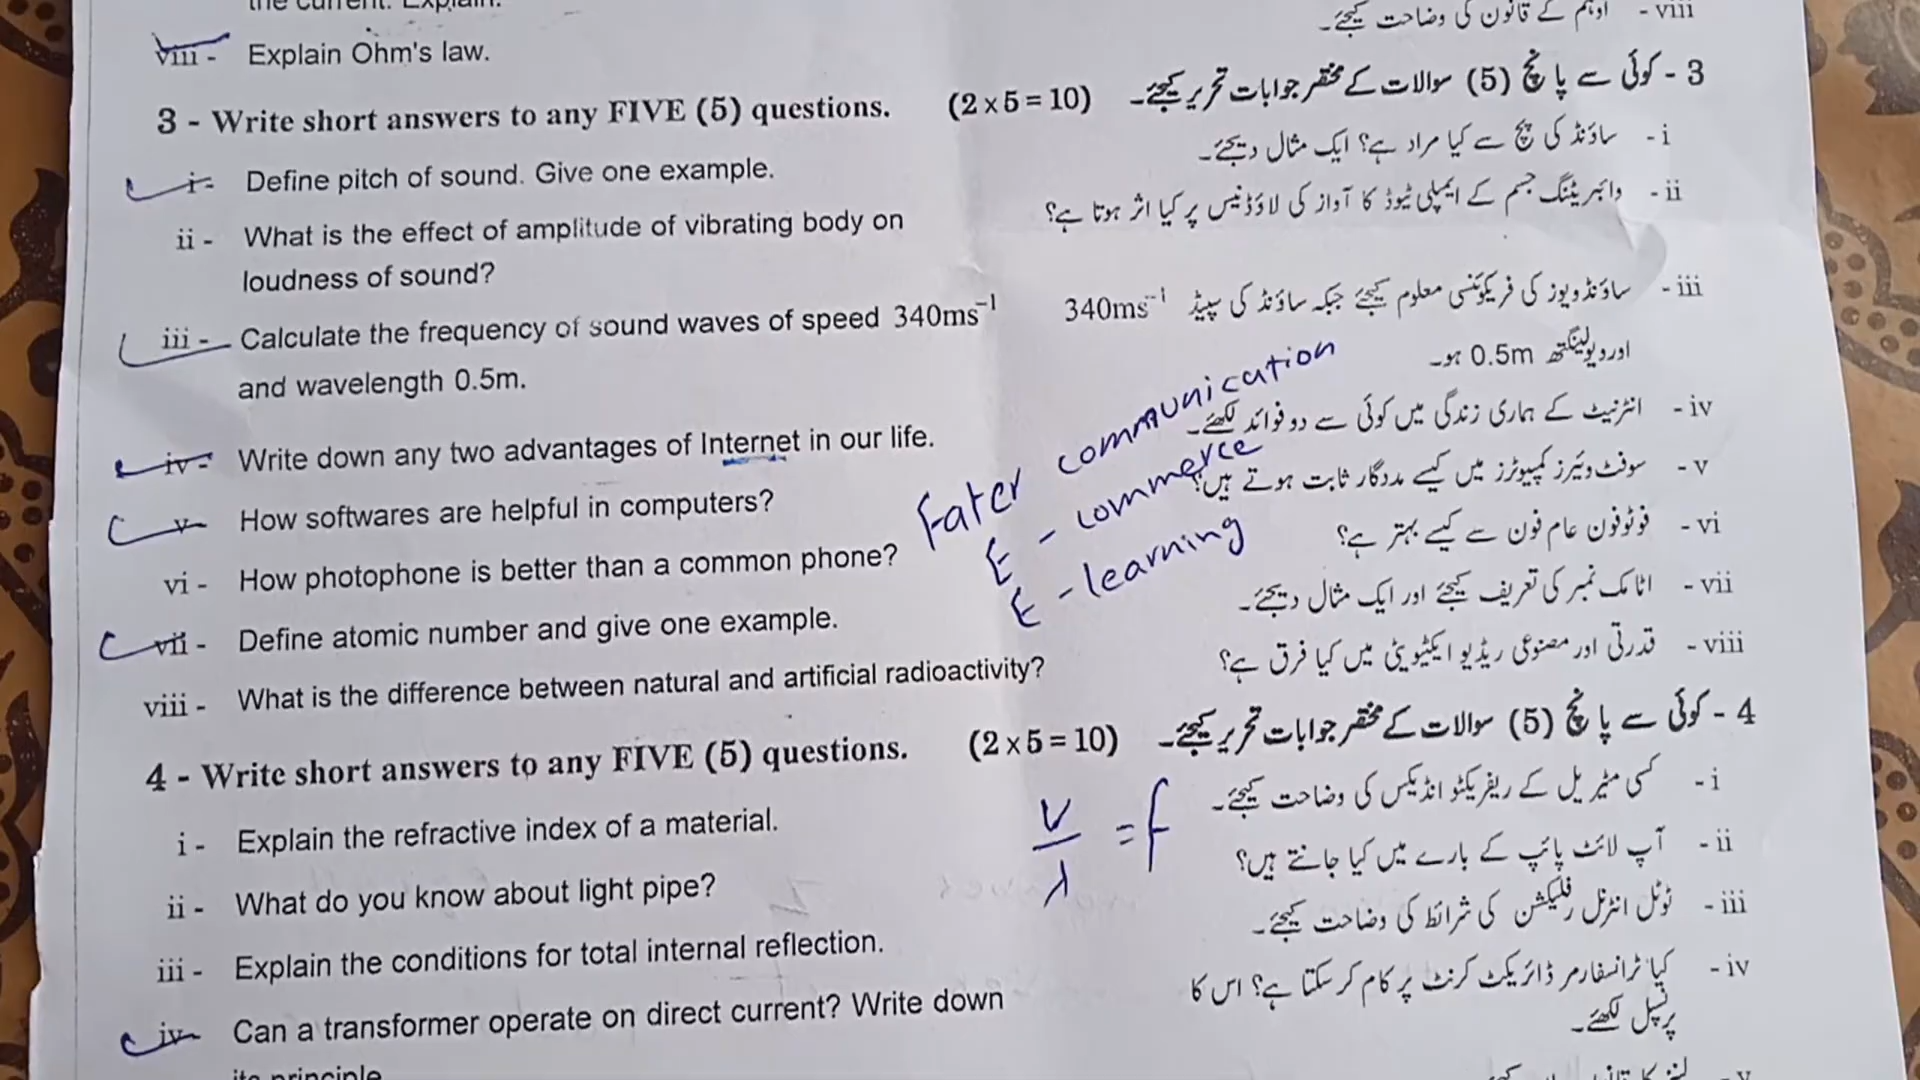 viii - Explain Ohm's law.
viii - اوہم کے قانون کی وضاحت کیجئے۔
3 - Write short answers to any FIVE (5) questions. (2 x 5 = 10)
3 - کوئی سے پانچ (5) سوالات کے مختصر جوابات تحریر کیجئے۔
i - Define pitch of sound. Give one example.
i - ساؤنڈ کی پچ سے کیا مراد ہے؟ ایک مثال دیجئے۔
ii - What is the effect of amplitude of vibrating body on
loudness of sound?
ii - وائبریٹنگ جسم کے ایمپلی ٹیوڈ کا آواز کی لاؤڈنیس پر کیا اثر ہوتا ہے؟
iii - Calculate the frequency of sound waves of speed 340ms⁻¹
and wavelength 0.5m.
iii - ساؤنڈ ویوز کی فریکوئنسی معلوم کیجئے جبکہ ساؤنڈ کی سپیڈ 340ms⁻¹
اور ویولینگتھ 0.5m ہو۔
iv - Write down any two advantages of Internet in our life.
iv - انٹرنیٹ کے ہماری زندگی میں کوئی سے دو فوائد لکھئے۔
v - How softwares are helpful in computers?
v - سوفٹ ویئرز کمپیوٹرز میں کیسے مددگار ثابت ہوتے ہیں؟
Fater communication
E - commerce
E - learning
vi - How photophone is better than a common phone?
vi - فوٹوفون عام فون سے کیسے بہتر ہے؟
vii - Define atomic number and give one example.
vii - اٹامک نمبر کی تعریف کیجئے اور ایک مثال دیجئے۔
viii - What is the difference between natural and artificial radioactivity?
viii - قدرتی اور مصنوعی ریڈیو ایکٹیویٹی میں کیا فرق ہے؟
4 - Write short answers to any FIVE (5) questions. (2 x 5 = 10)
4 - کوئی سے پانچ (5) سوالات کے مختصر جوابات تحریر کیجئے۔
i - Explain the refractive index of a material.
i - کسی مٹیریل کے ریفریکٹو انڈیکس کی وضاحت کیجئے۔
v/λ = f
ii - What do you know about light pipe?
ii - آپ لائٹ پائپ کے بارے میں کیا جانتے ہیں؟
iii - Explain the conditions for total internal reflection.
iii - ٹوٹل انٹرنل رفلیکشن کی شرائط کی وضاحت کیجئے۔
iv - Can a transformer operate on direct current? Write down
its principle
iv - کیا ٹرانسفارمر ڈائریکٹ کرنٹ پر کام کر سکتا ہے؟ اس کا
پرنسپل لکھئے۔